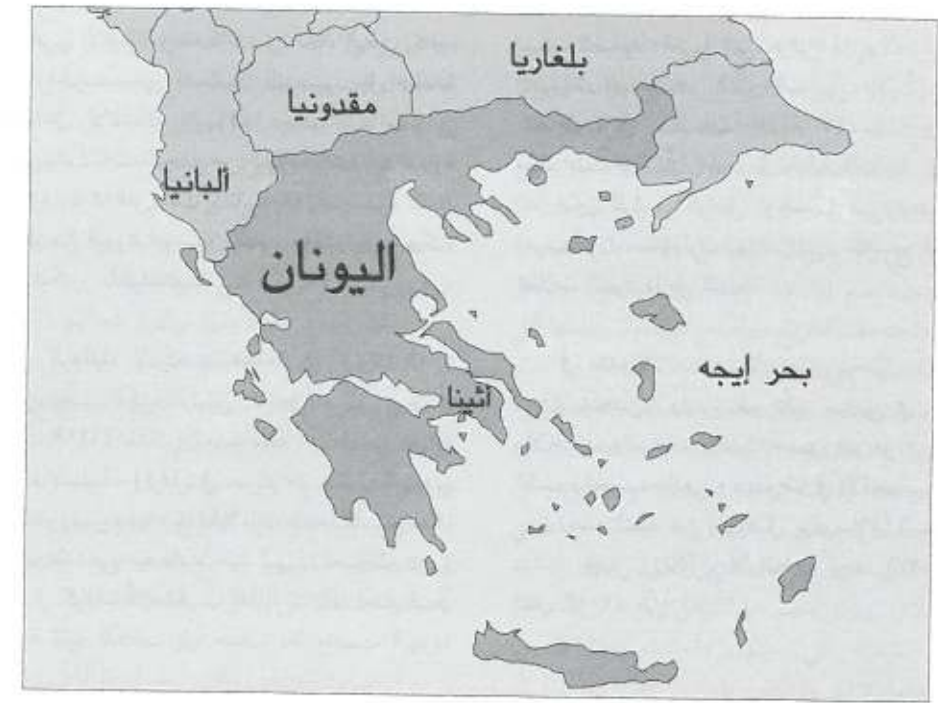 بلغاريا
مقدونيا
ألبانيا
اليونان
بحر إيجه
أثينا